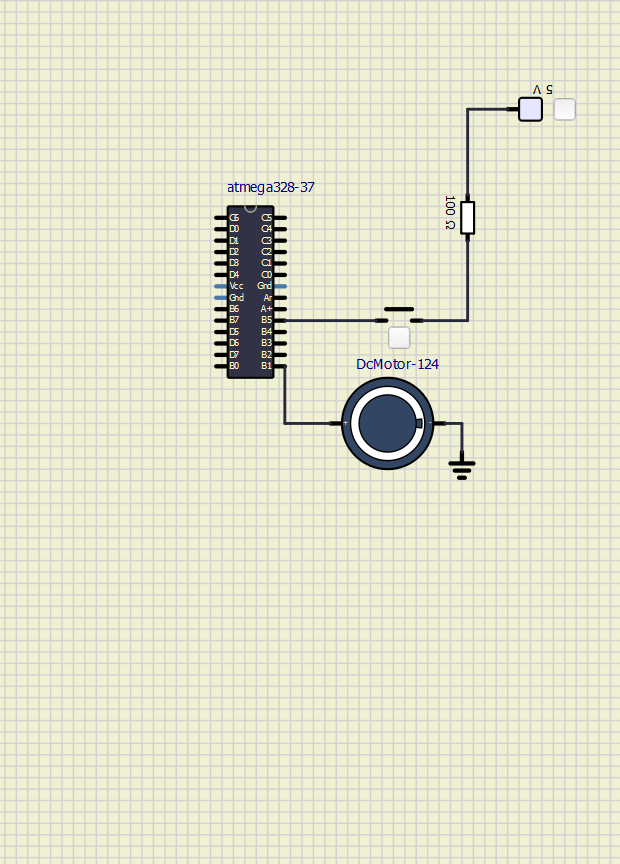 5 V
atmega328-37
100 Ω
C6 C5
D0 C4
D1 C3
D2 C2
D3 C1
D4 C0
Vcc Gnd
Gnd Ar
B6 A+
B7 B5
D5 B4
D6 B3
D7 B2
B0 B1
DcMotor-124
+ -